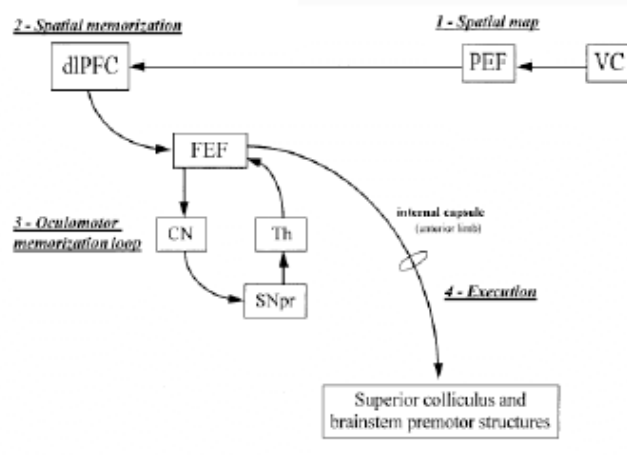 2 - Spatial memorization
1 - Spatial map
dlPFC
PEF
VC
FEF
3 - Oculomotor
memorization loop
CN
Th
internal capsule
(anterior limb)
SNpr
4 - Execution
Superior colliculus and
brainstem premotor structures